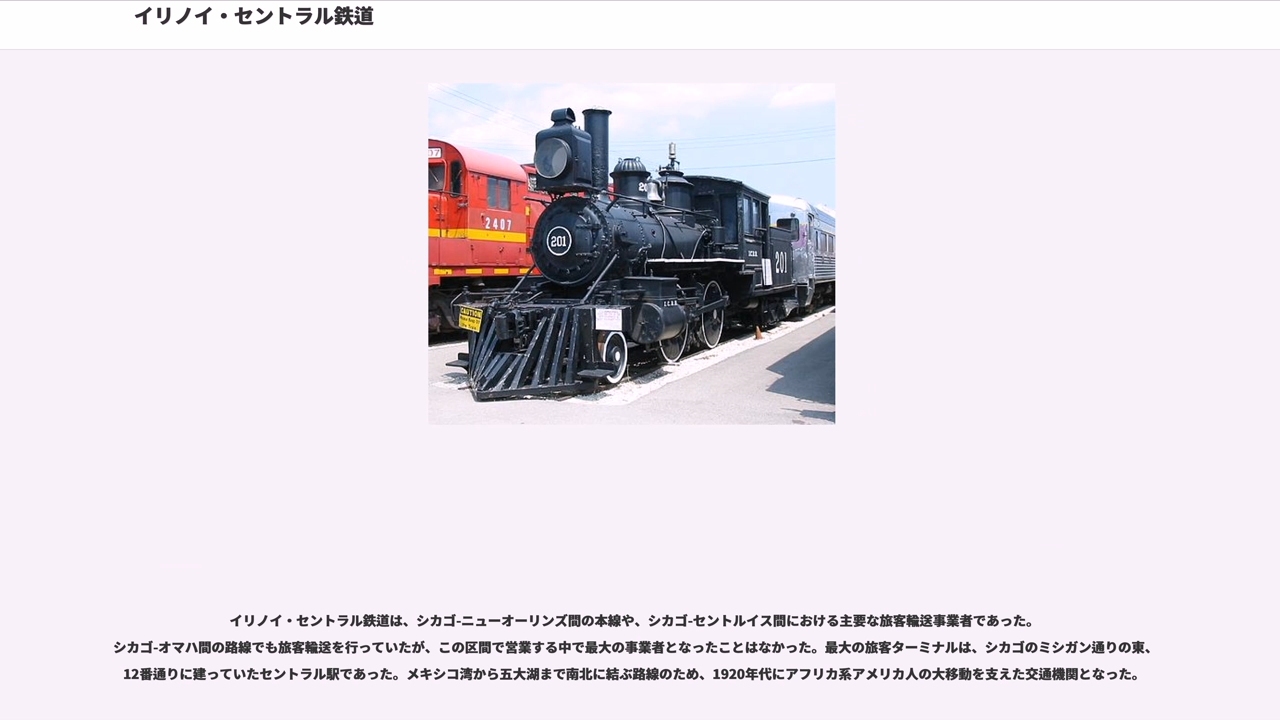 イリノイ・セントラル鉄道
07
2407
20
201
201
I.C.R.R.
CAUTION
イリノイ・セントラル鉄道は、シカゴ-ニューオーリンズ間の本線や、シカゴ-セントルイス間における主要な旅客輸送事業者であった。
シカゴ-オマハ間の路線でも旅客輸送を行っていたが、この区間で営業する中で最大の事業者となったことはなかった。最大の旅客ターミナルは、シカゴのミシガン通りの東、
12番通りに建っていたセントラル駅であった。メキシコ湾から五大湖まで南北に結ぶ路線のため、1920年代にアフリカ系アメリカ人の大移動を支えた交通機関となった。